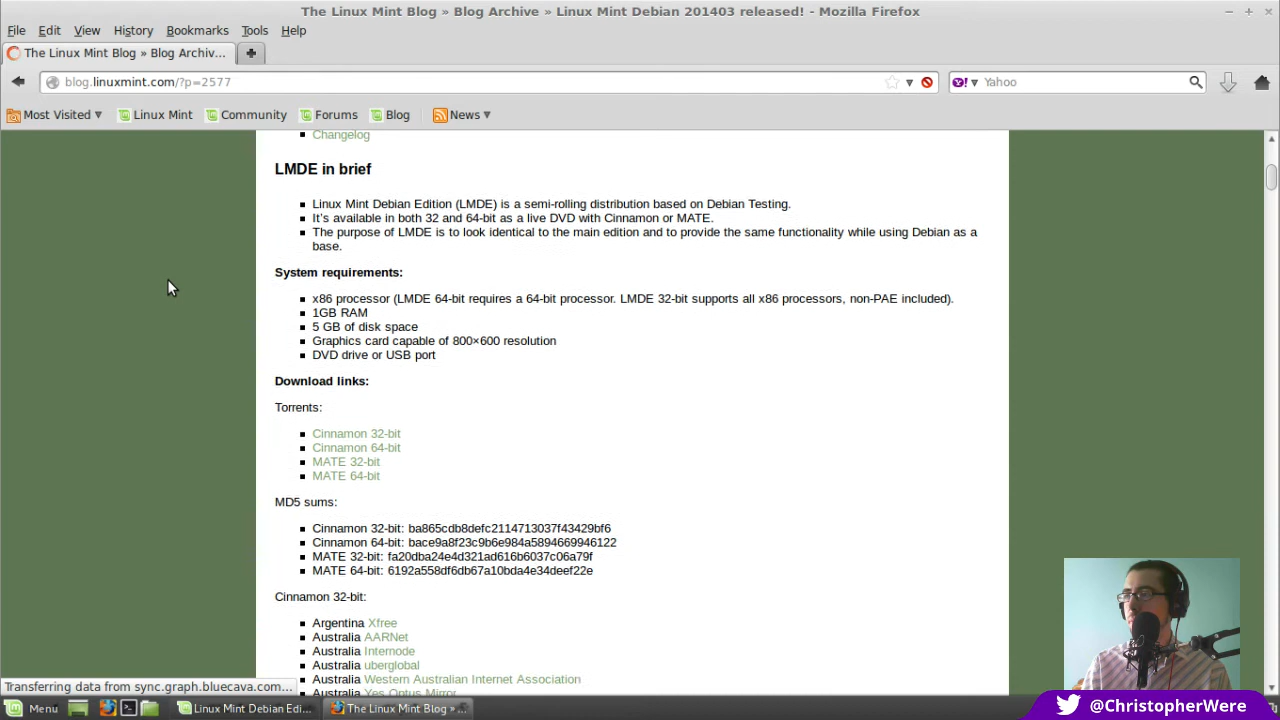 The Linux Mint Blog » Blog Archive » Linux Mint Debian 201403 released! - Mozilla Firefox
File Edit View History Bookmarks Tools Help
The Linux Mint Blog » Blog Archiv...
blog.linuxmint.com/?p=2577
Yahoo
Most Visited Linux Mint Community Forums Blog News
Changelog
LMDE in brief
Linux Mint Debian Edition (LMDE) is a semi-rolling distribution based on Debian Testing.
It's available in both 32 and 64-bit as a live DVD with Cinnamon or MATE.
The purpose of LMDE is to look identical to the main edition and to provide the same functionality while using Debian as a
base.
System requirements:
x86 processor (LMDE 64-bit requires a 64-bit processor. LMDE 32-bit supports all x86 processors, non-PAE included).
1GB RAM
5 GB of disk space
Graphics card capable of 800×600 resolution
DVD drive or USB port
Download links:
Torrents:
Cinnamon 32-bit
Cinnamon 64-bit
MATE 32-bit
MATE 64-bit
MD5 sums:
Cinnamon 32-bit: ba865cdb8defc2114713037f43429bf6
Cinnamon 64-bit: bace9a8f23c9b6e984a5894669946122
MATE 32-bit: fa20dba24e4d321ad616b6037c06a79f
MATE 64-bit: 6192a558df6db67a10bda4e34deef22e
Cinnamon 32-bit:
Argentina Xfree
Australia AARNet
Australia Internode
Australia uberglobal
Australia Western Australian Internet Association
Australia Yes Optus Mirror
Transferring data from sync.graph.bluecava.com...
Menu Linux Mint Debian Edi... The Linux Mint Blog » ...
@ChristopherWere